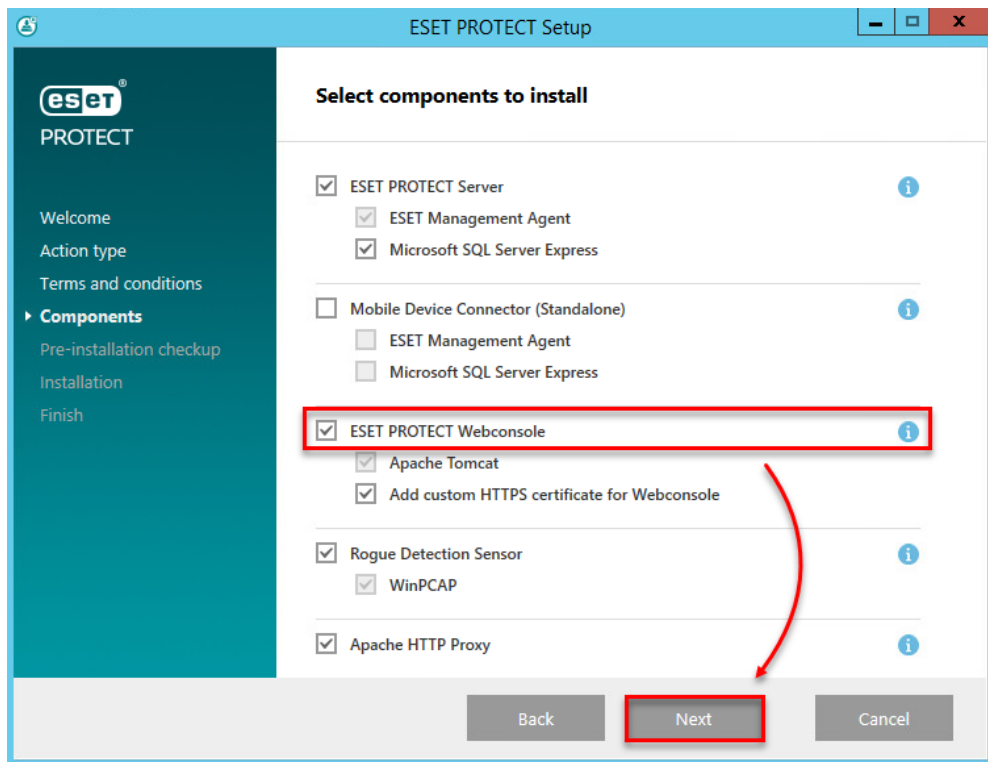 ESET PROTECT Setup
eset®
PROTECT
Select components to install
Welcome
Action type
Terms and conditions
Components
Pre-installation checkup
Installation
Finish
ESET PROTECT Server
ESET Management Agent
Microsoft SQL Server Express
Mobile Device Connector (Standalone)
ESET Management Agent
Microsoft SQL Server Express
ESET PROTECT Webconsole
Apache Tomcat
Add custom HTTPS certificate for Webconsole
Rogue Detection Sensor
WinPCAP
Apache HTTP Proxy
Back
Next
Cancel